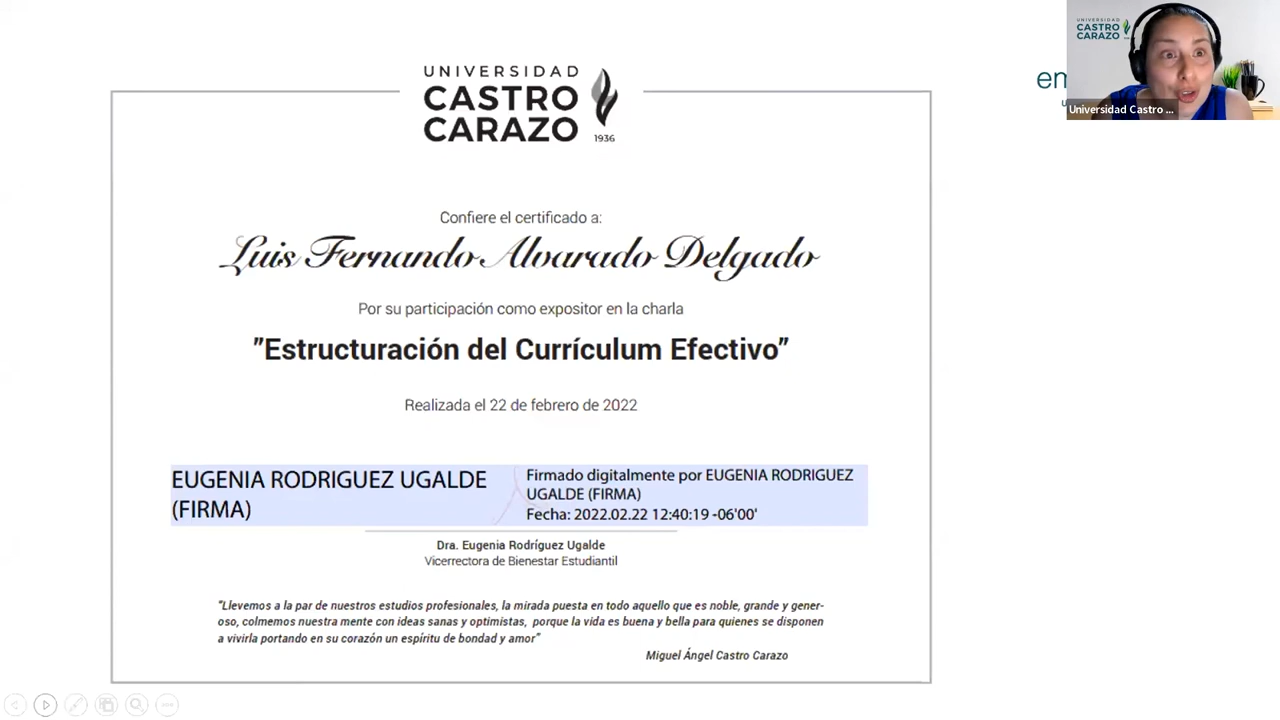 UNIVERSIDAD
CASTRO
CARAZO
1936
Confiere el certificado a:
Luis Fernando Alvarado Delgado
Por su participación como expositor en la charla
"Estructuración del Currículum Efectivo"
Realizada el 22 de febrero de 2022
EUGENIA RODRIGUEZ UGALDE
(FIRMA)
Firmado digitalmente por EUGENIA RODRIGUEZ
UGALDE (FIRMA)
Fecha: 2022.02.22 12:40:19 -06'00'
Dra. Eugenia Rodríguez Ugalde
Vicerrectora de Bienestar Estudiantil
"Llevemos a la par de nuestros estudios profesionales, la mirada puesta en todo aquello que es noble, grande y gener-
oso, colmemos nuestra mente con ideas sanas y optimistas, porque la vida es buena y bella para quienes se disponen
a vivirla portando en su corazón un espíritu de bondad y amor"
Miguel Ángel Castro Carazo
UNIVERSIDAD
CASTRO
CARAZO
Universidad Castro ...